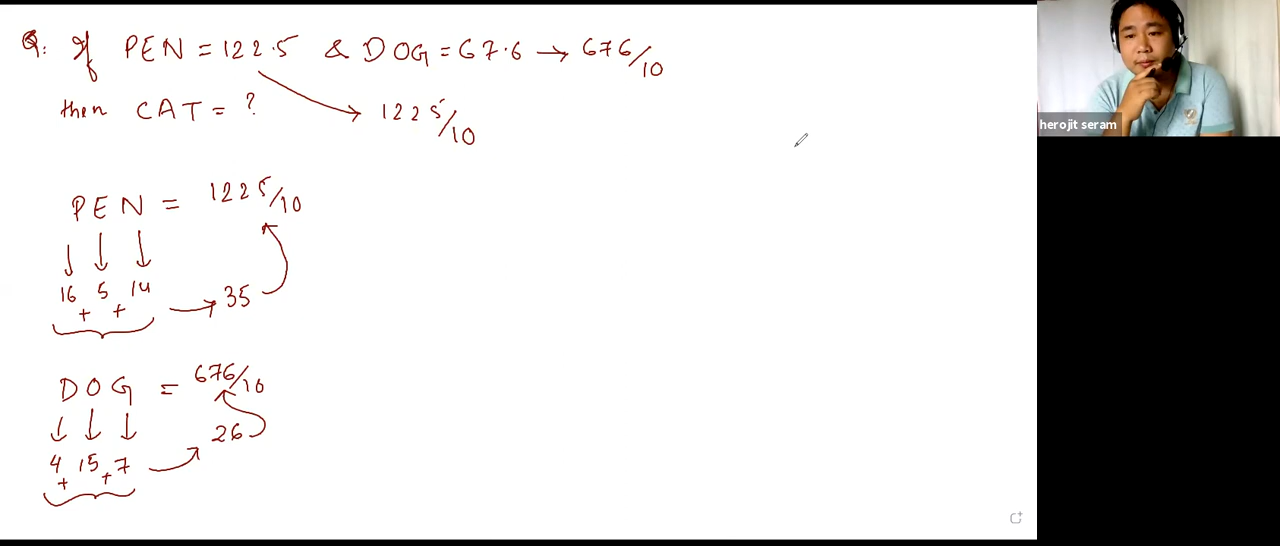 Q: If PEN = 122.5 & DOG = 67.6 → 676/10
then CAT = ? 1225/10
PEN = 1225/10
16 + 5 + 14 → 35
DOG = 676/10
4 + 15 + 7 → 26
herojit seram